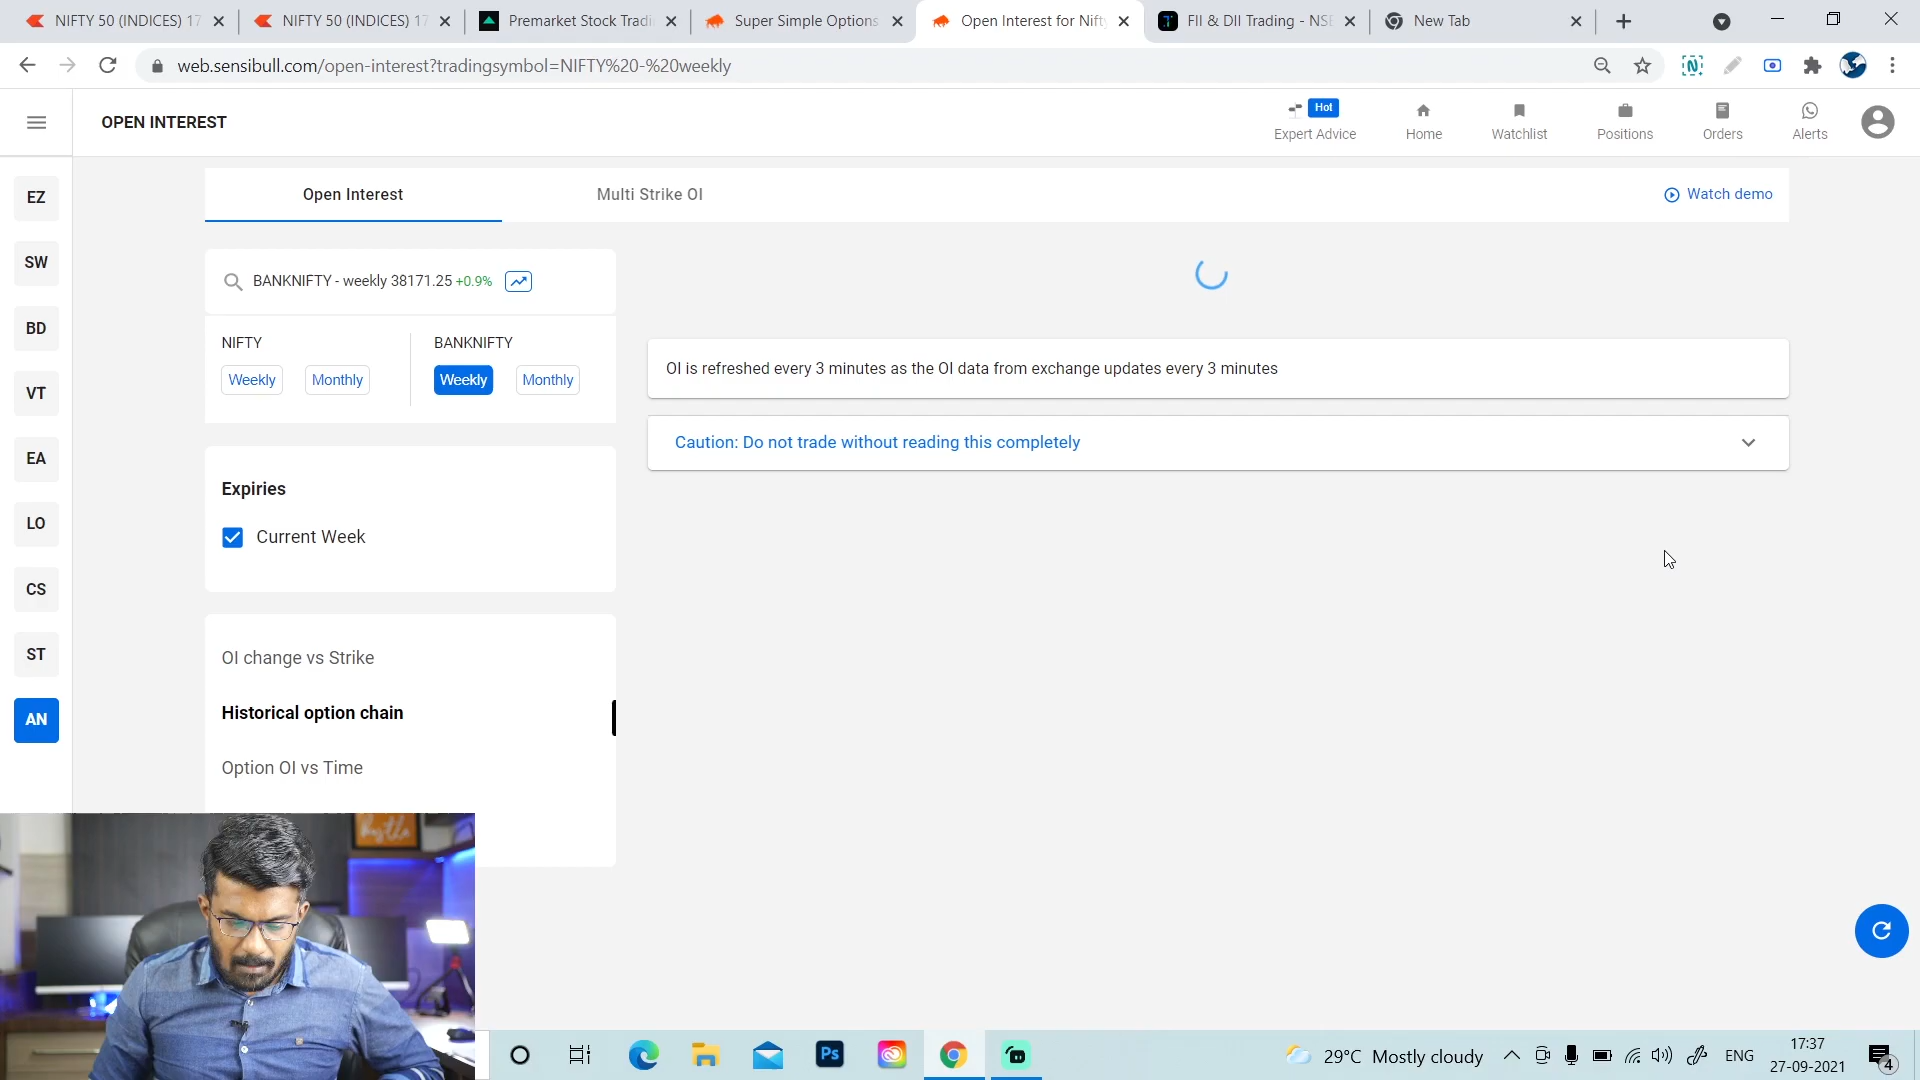 NIFTY 50 (INDICES) 17
NIFTY 50 (INDICES) 17
Premarket Stock Tradi
Super Simple Options
Open Interest for Nift
FII & DII Trading - NSE
New Tab
web.sensibull.com/open-interest?tradingsymbol=NIFTY%20-%20weekly
OPEN INTEREST
Hot
Expert Advice
Home
Watchlist
Positions
Orders
Alerts
EZ
SW
BD
VT
EA
LO
CS
ST
AN
Open Interest
Multi Strike OI
Watch demo
BANKNIFTY - weekly 38171.25 +0.9%
NIFTY
BANKNIFTY
Weekly
Monthly
Weekly
Monthly
OI is refreshed every 3 minutes as the OI data from exchange updates every 3 minutes
Caution: Do not trade without reading this completely
Expiries
Current Week
OI change vs Strike
Historical option chain
Option OI vs Time
Ps
29°C Mostly cloudy
ENG
17:37
27-09-2021
4